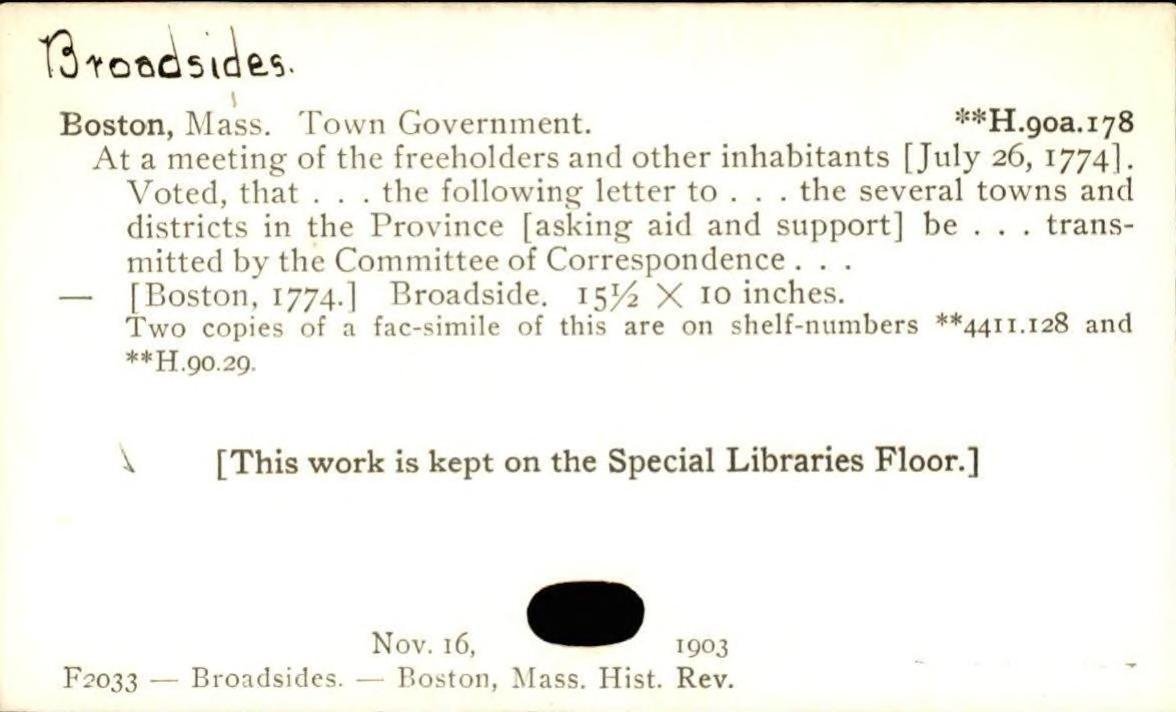 Broadsides.
Boston, Mass. Town Government. **H.90a.178
At a meeting of the freeholders and other inhabitants [July 26, 1774].
Voted, that . . . the following letter to . . . the several towns and
districts in the Province [asking aid and support] be . . . trans-
mitted by the Committee of Correspondence . . .
— [Boston, 1774.] Broadside. 15½ X 10 inches.
Two copies of a fac-simile of this are on shelf-numbers **4411.128 and
**H.90.29.
[This work is kept on the Special Libraries Floor.]
Nov. 16, 1903
F2033 — Broadsides. — Boston, Mass. Hist. Rev.